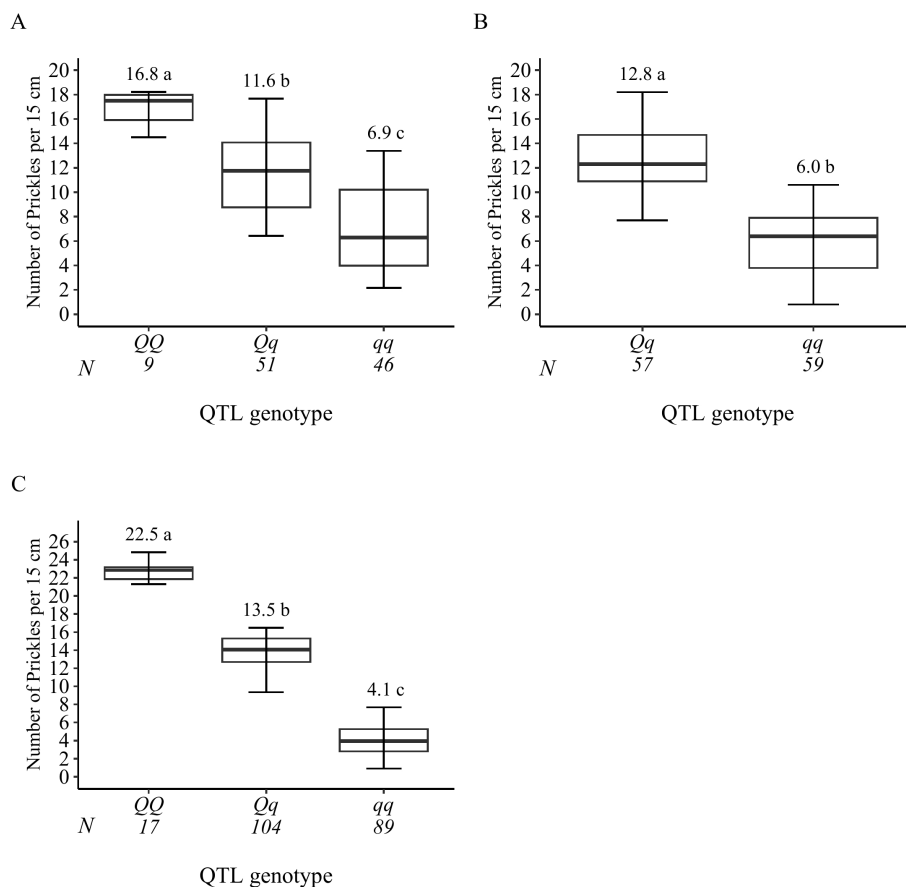 A
Number of Prickles per 15 cm
20
18
16
14
12
10
8
6
4
2
0
16.8 a
11.6 b
6.9 c
QQ Qq qq
N 9 51 46
QTL genotype
B
Number of Prickles per 15 cm
20
18
16
14
12
10
8
6
4
2
0
12.8 a
6.0 b
Qq qq
N 57 59
QTL genotype
C
Number of Prickles per 15 cm
26
24
22
20
18
16
14
12
10
8
6
4
2
0
22.5 a
13.5 b
4.1 c
QQ Qq qq
N 17 104 89
QTL genotype